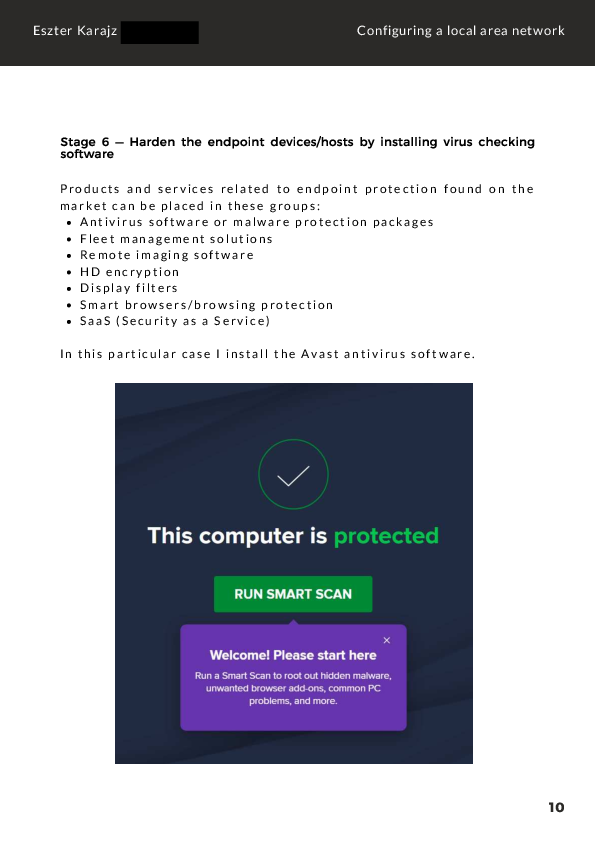 Eszter Karajz
Configuring a local area network
Stage 6 — Harden the endpoint devices/hosts by installing virus checking
software
Products and services related to endpoint protection found on the
market can be placed in these groups:
• Antivirus software or malware protection packages
• Fleet management solutions
• Remote imaging software
• HD encryption
• Display filters
• Smart browsers/browsing protection
• SaaS (Security as a Service)
In this particular case I install the Avast antivirus software.
This computer is protected
RUN SMART SCAN
×
Welcome! Please start here
Run a Smart Scan to root out hidden malware,
unwanted browser add-ons, common PC
problems, and more.
10